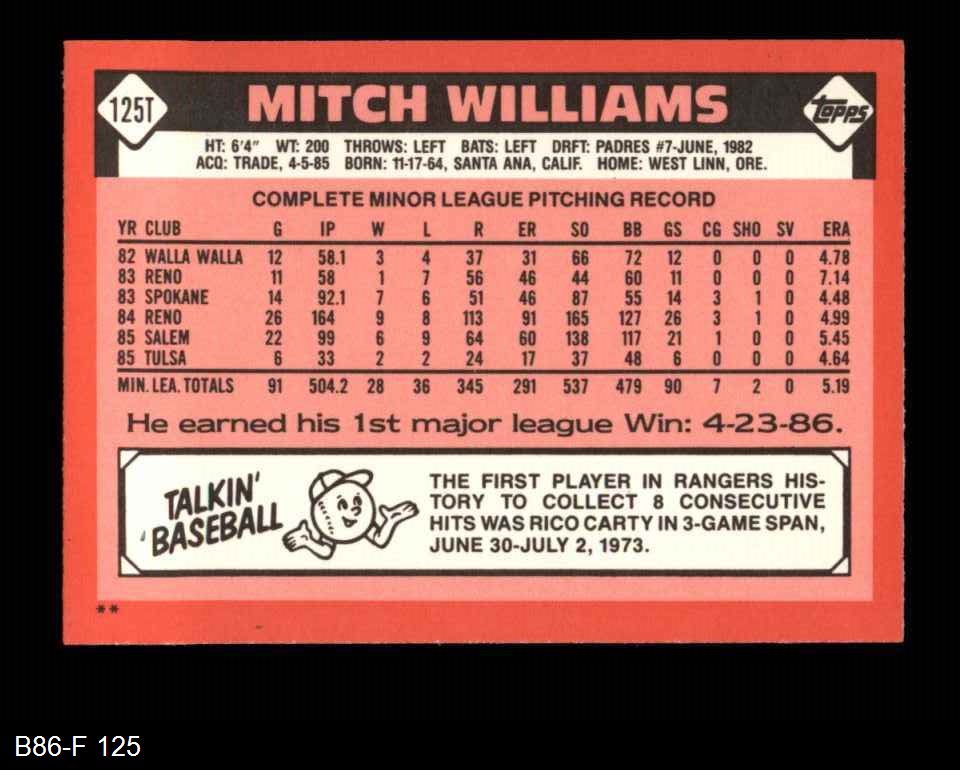 125T
MITCH WILLIAMS
topps
HT: 6'4" WT: 200 THROWS: LEFT BATS: LEFT DRFT: PADRES #7-JUNE, 1982
ACQ: TRADE, 4-5-85 BORN: 11-17-64, SANTA ANA, CALIF. HOME: WEST LINN, ORE.
COMPLETE MINOR LEAGUE PITCHING RECORD
YR CLUB G IP W L R ER SO BB GS CG SHO SV ERA
82 WALLA WALLA 12 58.1 3 4 37 31 66 72 12 0 0 0 4.78
83 RENO 11 58 1 7 56 46 44 60 11 0 0 0 7.14
83 SPOKANE 14 92.1 7 6 51 46 87 55 14 3 1 0 4.48
84 RENO 26 164 9 8 113 91 165 127 26 3 1 0 4.99
85 SALEM 22 99 6 9 64 60 138 117 21 1 0 0 5.45
85 TULSA 6 33 2 2 24 17 37 48 6 0 0 0 4.64
MIN. LEA. TOTALS 91 504.2 28 36 345 291 537 479 90 7 2 0 5.19
He earned his 1st major league Win: 4-23-86.
TALKIN'
BASEBALL
THE FIRST PLAYER IN RANGERS HIS-
TORY TO COLLECT 8 CONSECUTIVE
HITS WAS RICO CARTY IN 3-GAME SPAN,
JUNE 30-JULY 2, 1973.
**
B86-F 125